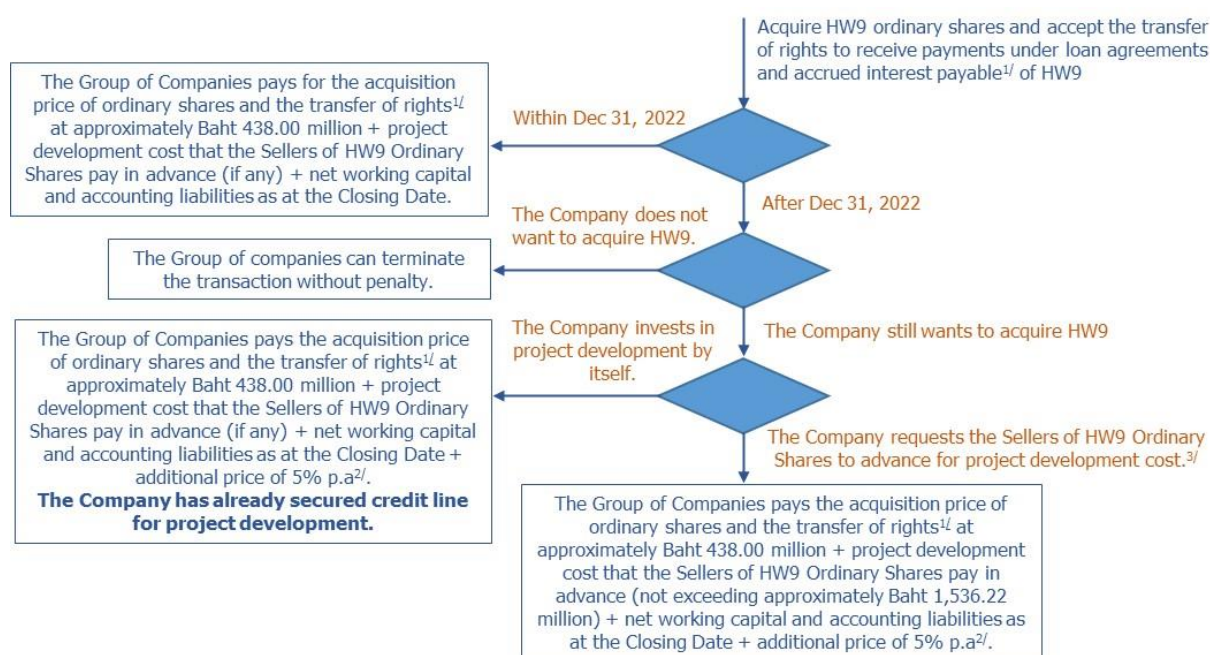 Acquire HW9 ordinary shares and accept the transfer
of rights to receive payments under loan agreements
and accrued interest payable1/ of HW9
Within Dec 31, 2022
The Group of Companies pays for the acquisition
price of ordinary shares and the transfer of rights1/
at approximately Baht 438.00 million + project
development cost that the Sellers of HW9 Ordinary
Shares pay in advance (if any) + net working capital
and accounting liabilities as at the Closing Date.
After Dec 31, 2022
The Company does not
want to acquire HW9.
The Group of companies can terminate
the transaction without penalty.
The Company still wants to acquire HW9
The Company invests in
project development by
itself.
The Group of Companies pays the acquisition price
of ordinary shares and the transfer of rights1/ at
approximately Baht 438.00 million + project
development cost that the Sellers of HW9 Ordinary
Shares pay in advance (if any) + net working capital
and accounting liabilities as at the Closing Date +
additional price of 5% p.a2/.
The Company has already secured credit line
for project development.
The Company requests the Sellers of HW9 Ordinary
Shares to advance for project development cost.3/
The Group of Companies pays the acquisition price of
ordinary shares and the transfer of rights1/ at
approximately Baht 438.00 million + project development
cost that the Sellers of HW9 Ordinary Shares pay in
advance (not exceeding approximately Baht 1,536.22
million) + net working capital and accounting liabilities as
at the Closing Date + additional price of 5% p.a2/.